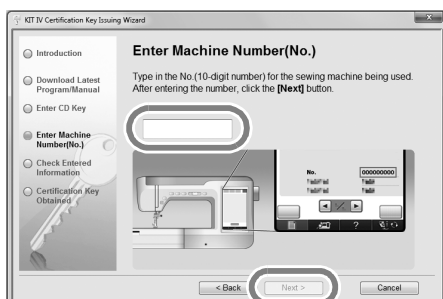 KIT IV Certification Key Issuing Wizard
Introduction
Download Latest
Program/Manual
Enter CD Key
Enter Machine
Number(No.)
Check Entered
Information
Certification Key
Obtained
Enter Machine Number(No.)
Type in the No.(10-digit number) for the sewing machine being used.
After entering the number, click the [Next] button.
No.
000000000
?
< Back
Next >
Cancel